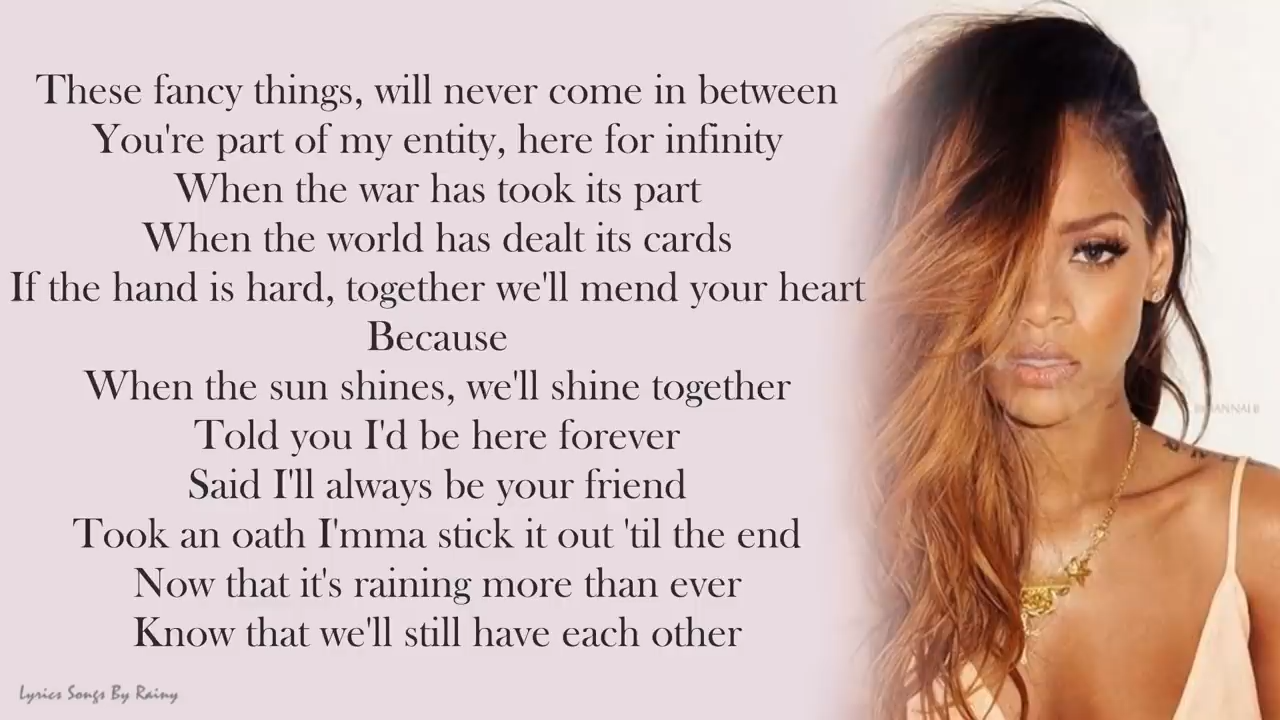 These fancy things, will never come in between
You're part of my entity, here for infinity
When the war has took its part
When the world has dealt its cards
If the hand is hard, together we'll mend your heart
Because
When the sun shines, we'll shine together
Told you I'd be here forever
Said I'll always be your friend
Took an oath I'mma stick it out 'til the end
Now that it's raining more than ever
Know that we'll still have each other
Lyrics Songs By Rainy